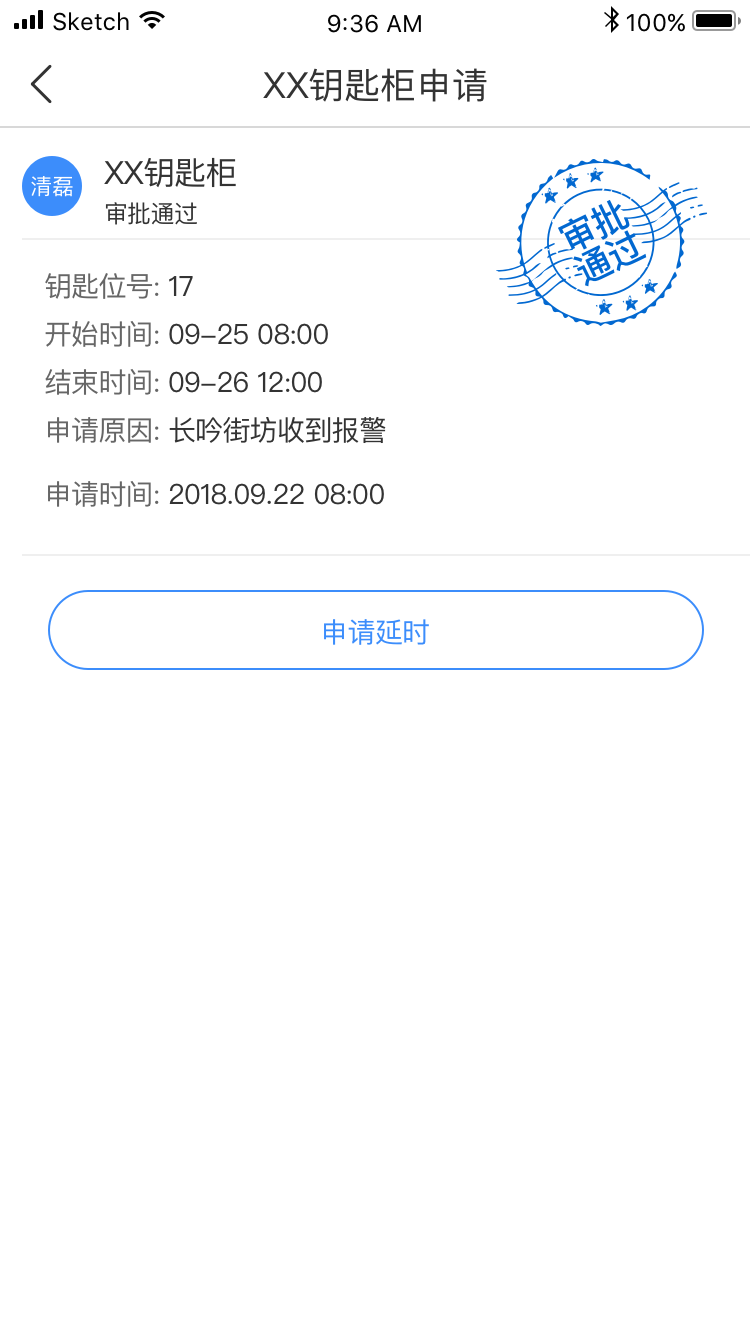 Sketch 9:36 AM 100%
XX钥匙柜申请
清磊
XX钥匙柜
审批通过
审批
通过
钥匙位号: 17
开始时间: 09–25 08:00
结束时间: 09–26 12:00
申请原因: 长吟街坊收到报警
申请时间: 2018.09.22 08:00
申请延时